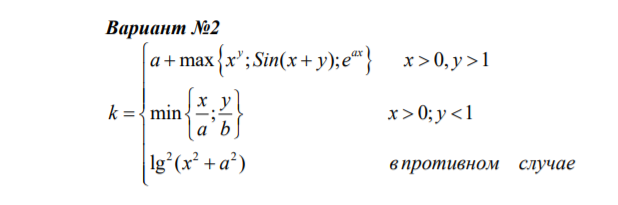 Вариант №2
a + max{x^y; Sin(x + y); e^{ax}} x > 0, y > 1
k = { min{x/a; y/b} x > 0; y < 1
lg²(x² + a²) в противном случае